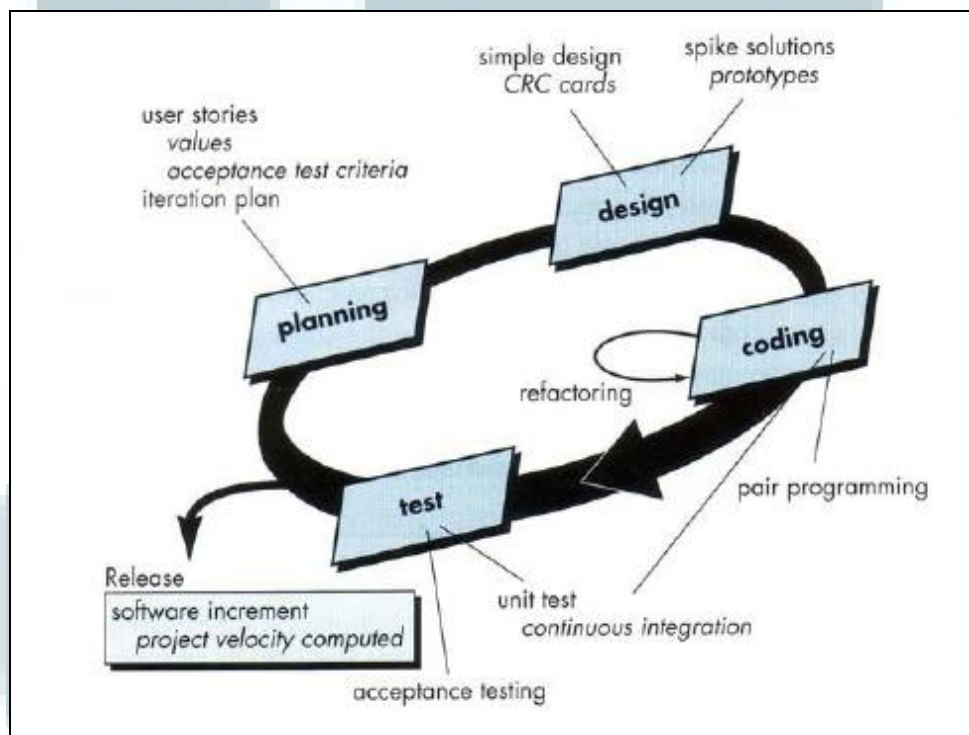 simple design
CRC cards
spike solutions
prototypes
user stories
values
acceptance test criteria
iteration plan
design
planning
coding
refactoring
test
pair programming
Release
software increment
project velocity computed
unit test
continuous integration
acceptance testing